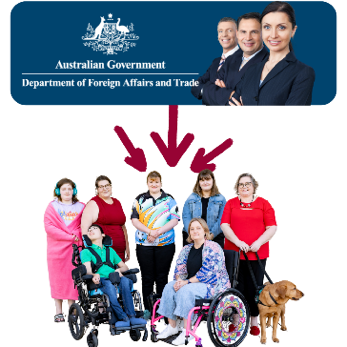 Australian Government
Department of Foreign Affairs and Trade